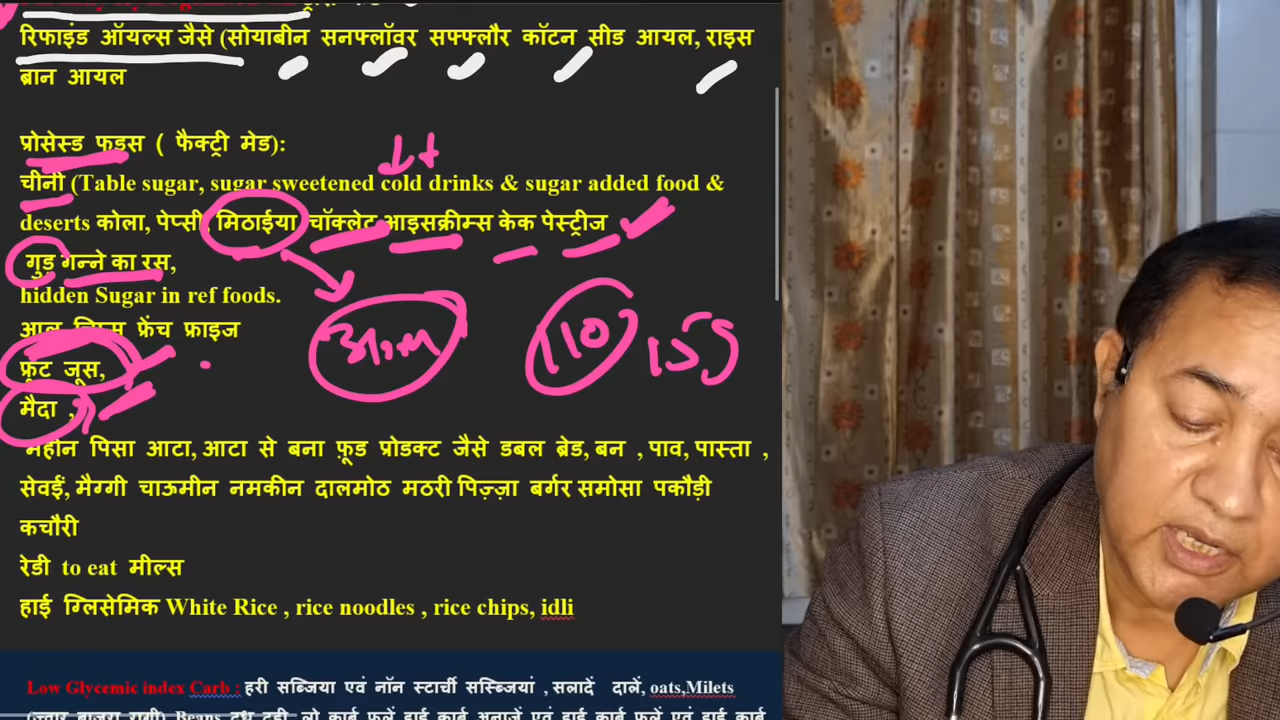 रिफाइंड ऑयल्स जैसे (सोयाबीन सनफ्लॉवर सफ्फ्लौर कॉटन सीड आयल, राइस
ब्रान आयल
प्रोसेस्ड फूडस ( फैक्ट्री मेड):
चीनी (Table sugar, sugar sweetened cold drinks & sugar added food &
deserts कोला, पेप्सी, मिठाईया चॉक्लेट आइसक्रीम्स केक पेस्ट्रीज
गुड़ गन्ने का रस,
hidden Sugar in ref foods.
फ्रेंच फ्राइज
फ्रूट जूस,
मैदा ,
महीन पिसा आटा, आटा से बना फ़ूड प्रोडक्ट जैसे डबल ब्रेड, बन , पाव, पास्ता ,
सेवईं, मैग्गी चाऊमीन नमकीन दालमोठ मठरी पिज़्ज़ा बर्गर समोसा पकौड़ी
कचौरी
रेडी to eat मील्स
हाई ग्लिसेमिक White Rice , rice noodles , rice chips, idli
आम
110 15g
Low Glycemic index Carb : हरी सब्जिया एवं नॉन स्टार्ची सस्ब्जियां , सलादें दालें, oats,Milets